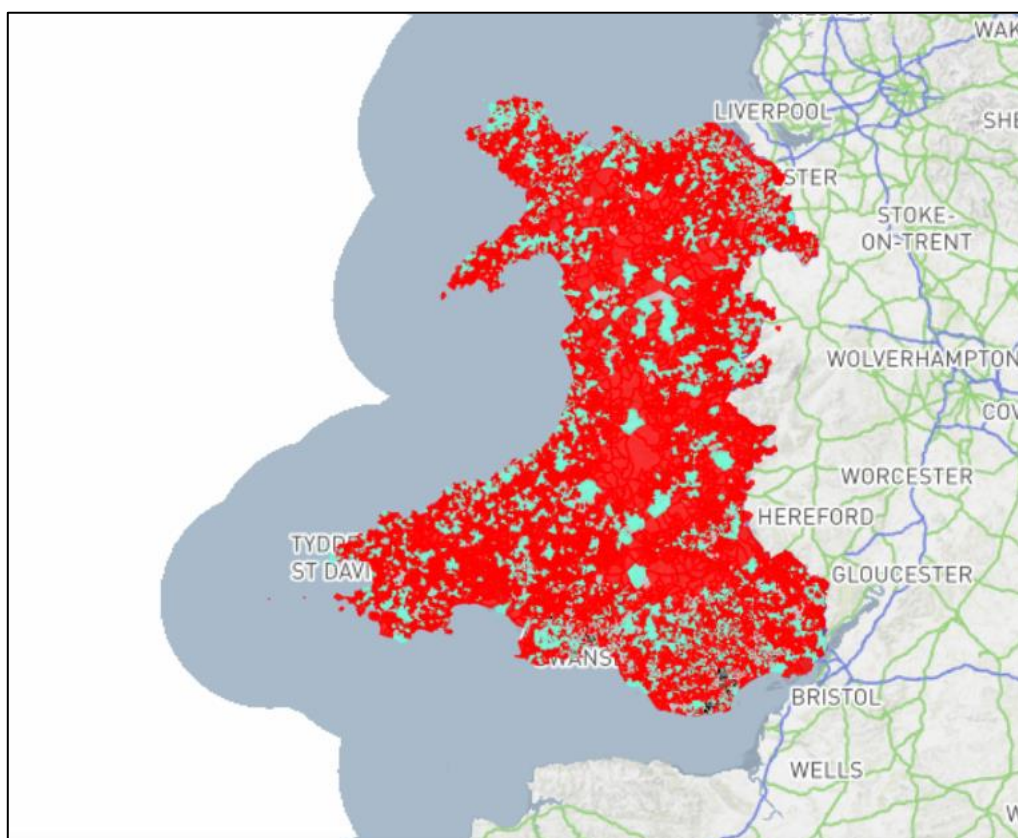 WAK
LIVERPOOL
SHE
STER
STOKE-
ON-TRENT
WOLVERHAMPTON
COV
WORCESTER
HEREFORD
TYDD
ST DAVI
GLOUCESTER
WANS
BRISTOL
WELLS
W